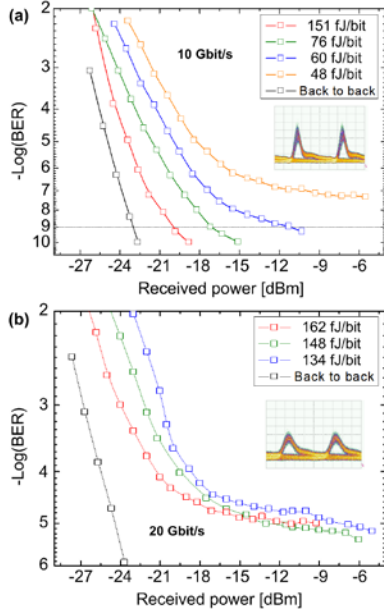 (a)
10 Gbit/s
151 fJ/bit
76 fJ/bit
60 fJ/bit
48 fJ/bit
Back to back
2
3
4
5
6
7
8
9
10
-Log(BER)
-27 -24 -21 -18 -15 -12 -9 -6
Received power [dBm]
(b)
162 fJ/bit
148 fJ/bit
134 fJ/bit
Back to back
2
3
4
5
6
-Log(BER)
20 Gbit/s
-27 -24 -21 -18 -15 -12 -9 -6
Received power [dBm]